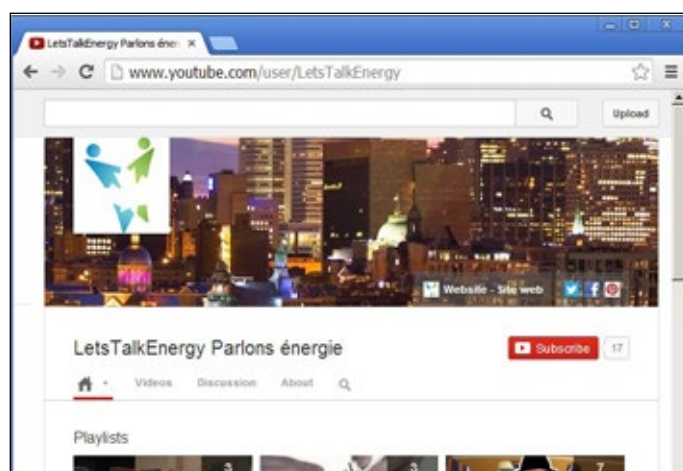 LetsTalkEnergy Parlons éner
www.youtube.com/user/LetsTalkEnergy
Upload
Website - Site web
LetsTalkEnergy Parlons énergie
Subscribe 17
Videos Discussion About
Playlists
3 3 7